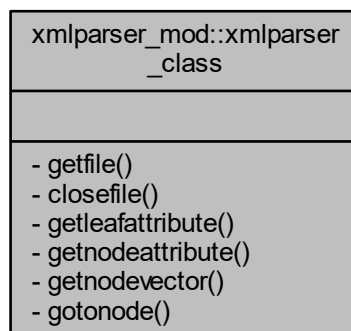 xmlparser_mod::xmlparser
_class
- getfile()
- closefile()
- getleafattribute()
- getnodeattribute()
- getnodevector()
- gotonode()